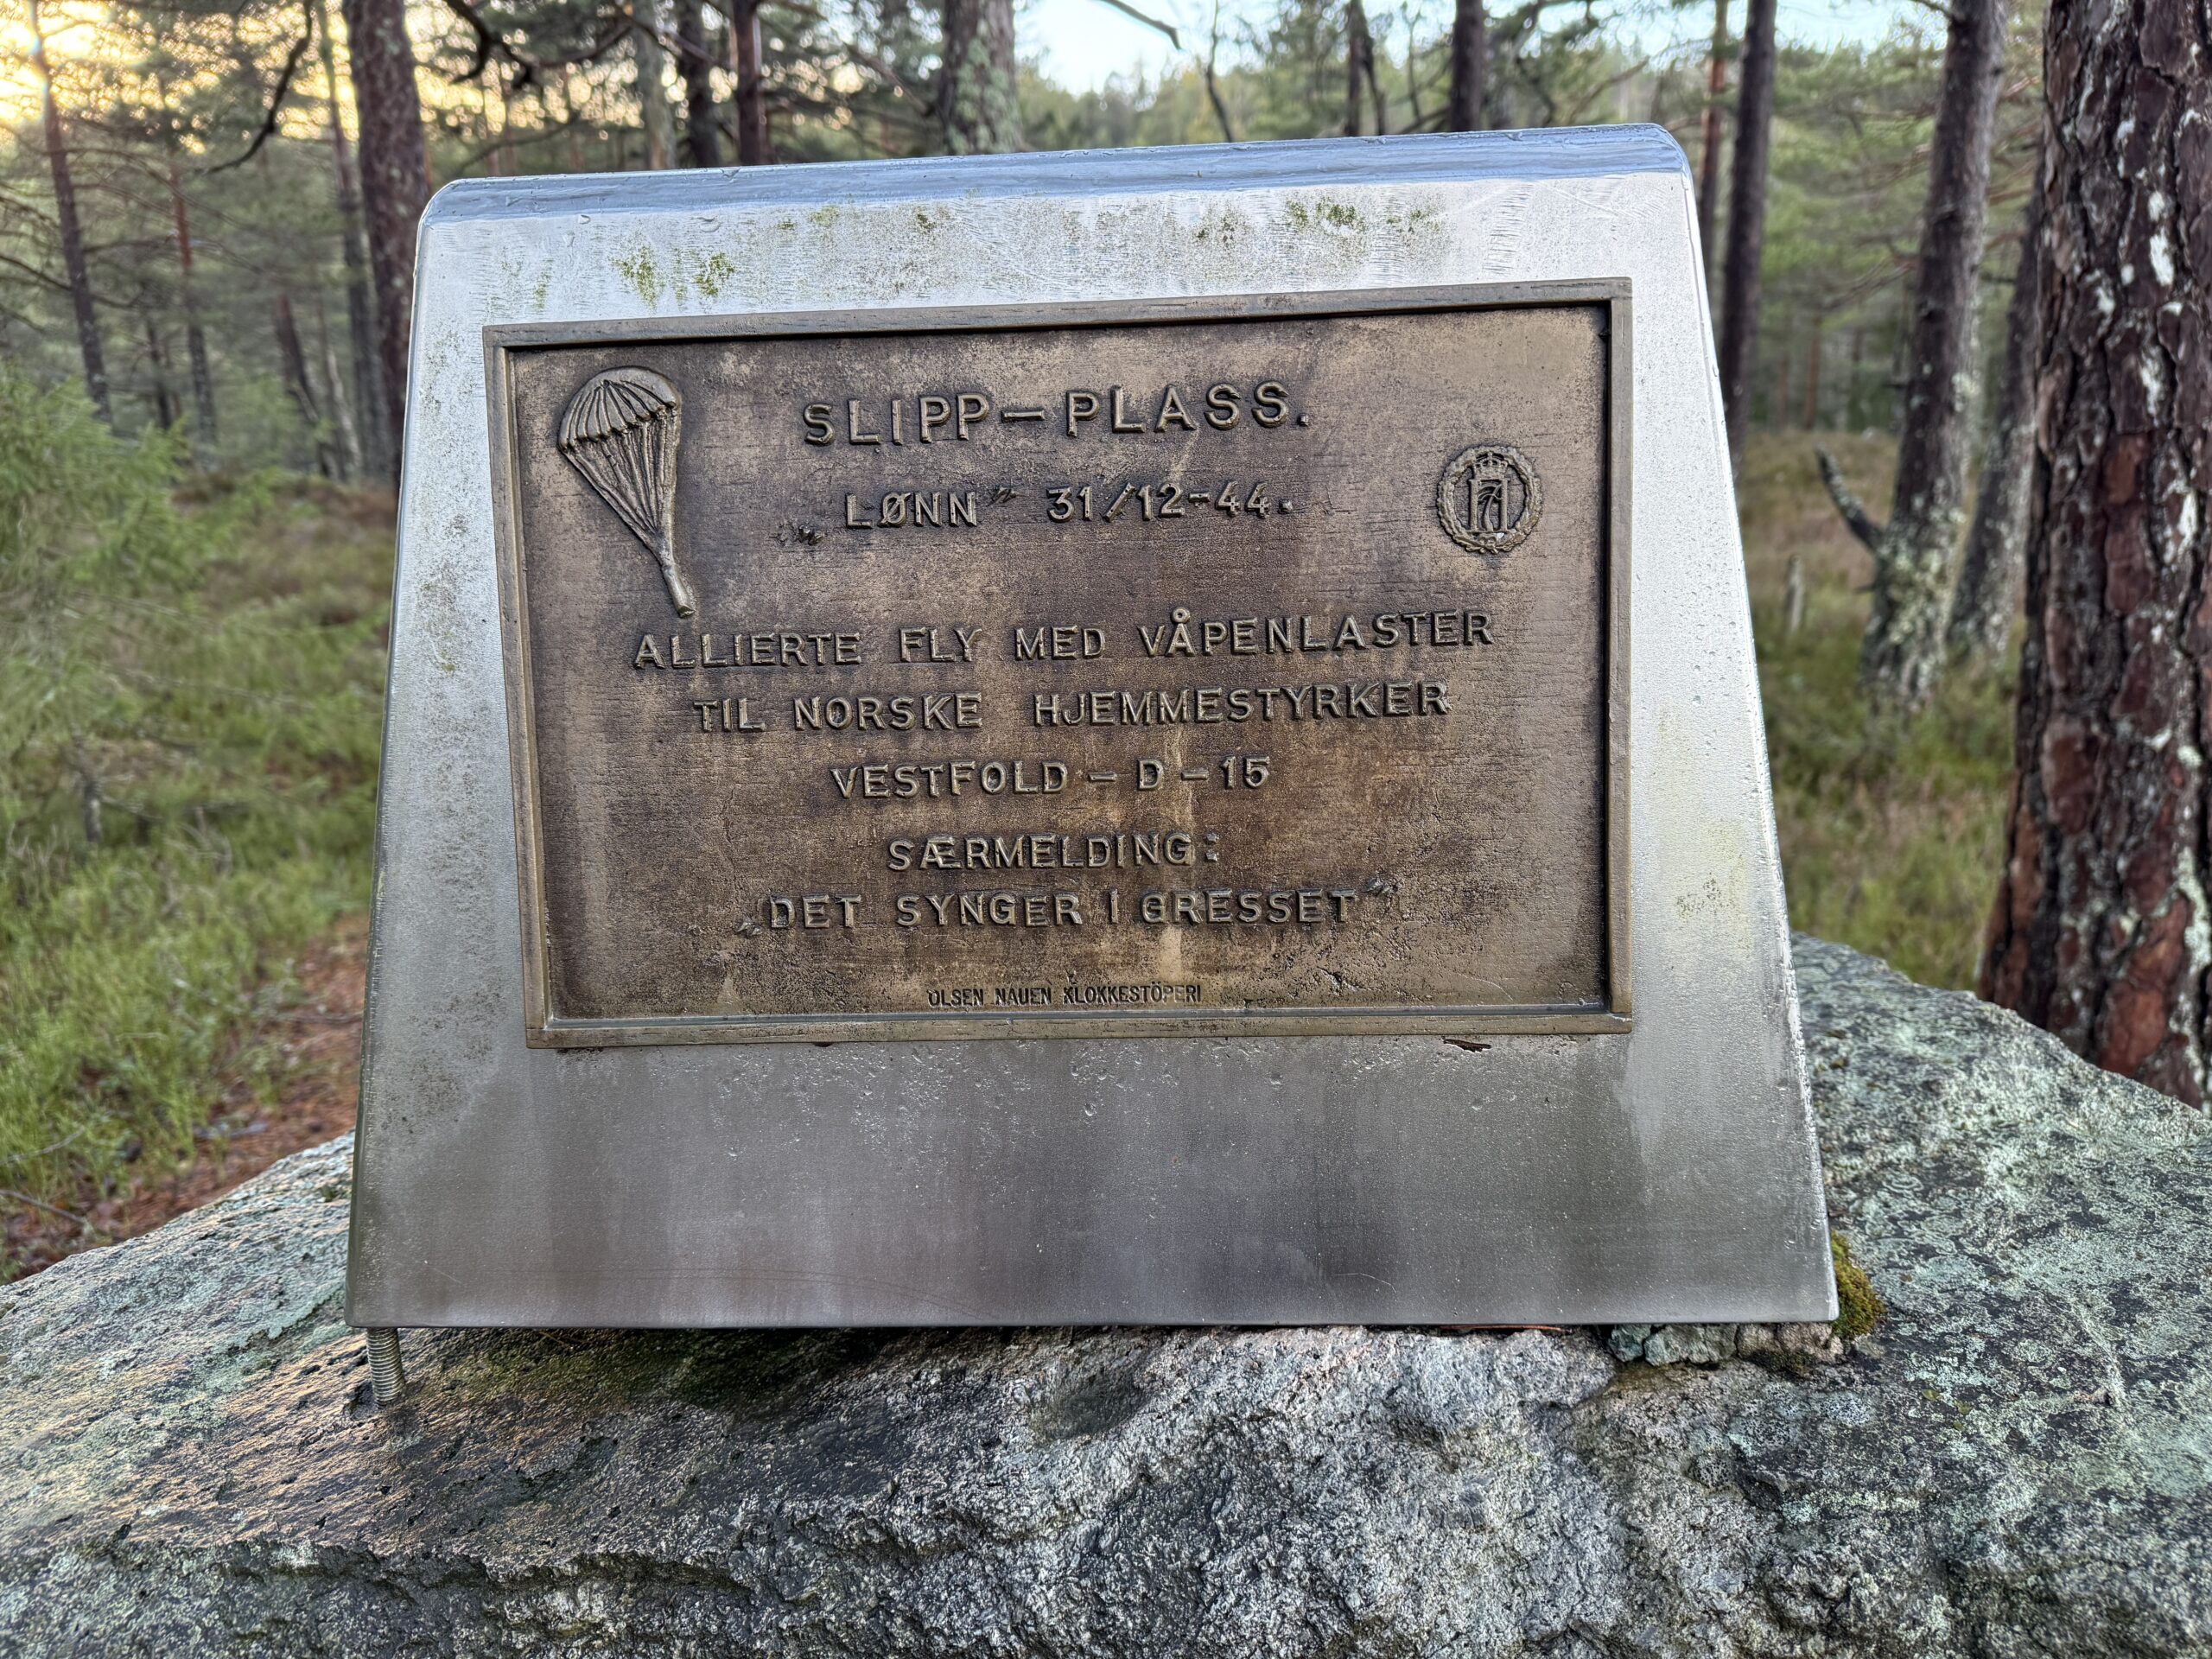 SLIPP-PLASS.
„LØNN” 31/12-44.
ALLIERTE FLY MED VÅPENLASTER
TIL NORSKE HJEMMESTYRKER
VESTFOLD - D - 15
SÆRMELDING:
„DET SYNGER I GRESSET”
OLSEN NAUEN KLOKKESTÖPERI